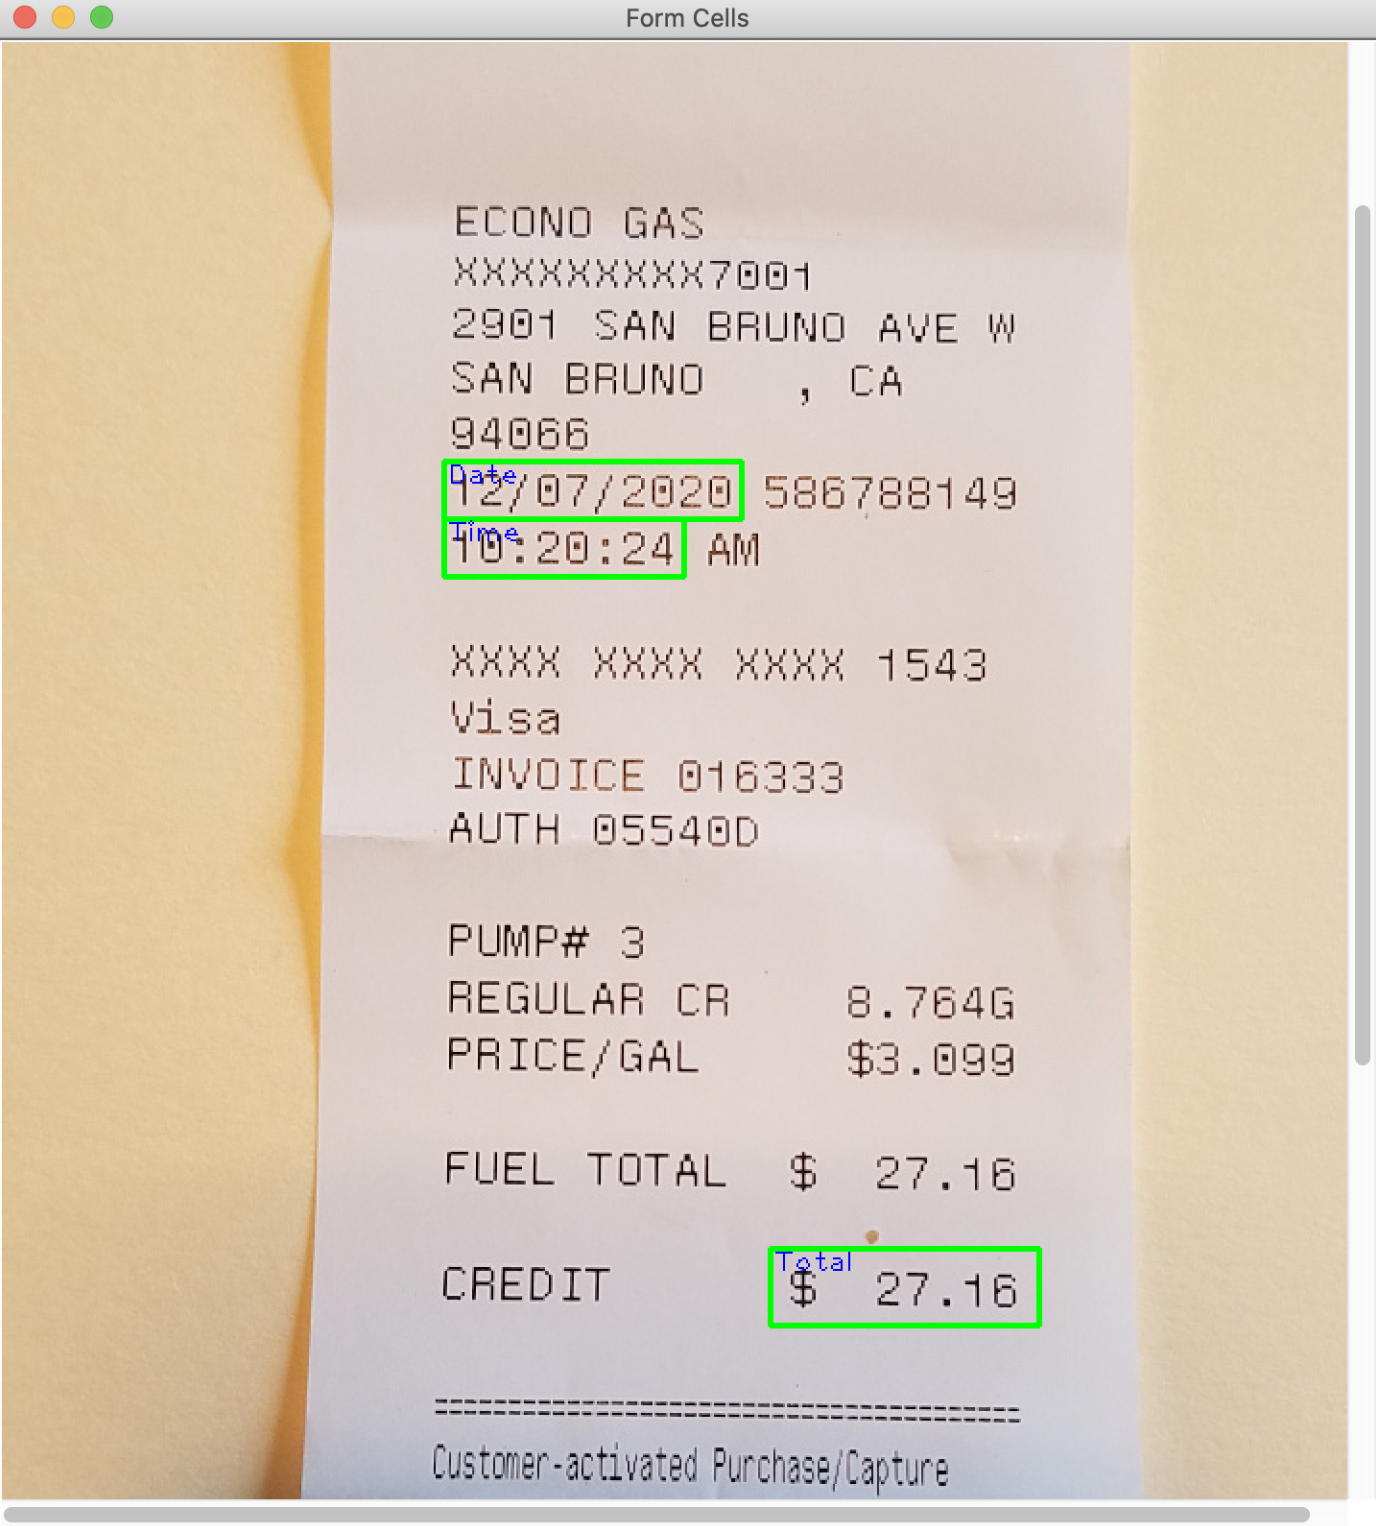 Form Cells
ECONO GAS
XXXXXXXXX7001
2901 SAN BRUNO AVE W
SAN BRUNO , CA
94066
Date
12/07/2020 586788149
Time
10:20:24 AM
XXXX XXXX XXXX 1543
Visa
INVOICE 016333
AUTH 05540D
PUMP# 3
REGULAR CR 8.764G
PRICE/GAL $3.099
FUEL TOTAL $ 27.16
Total
CREDIT $ 27.16
========================================
Customer-activated Purchase/Capture